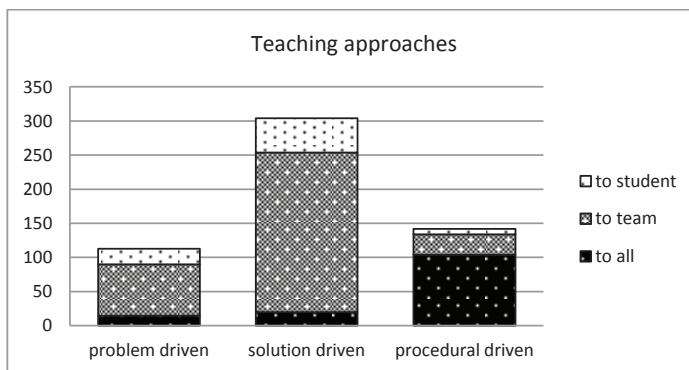 Teaching approaches
350
300
250
200
150
100
50
0
to student
to team
to all
problem driven solution driven procedural driven